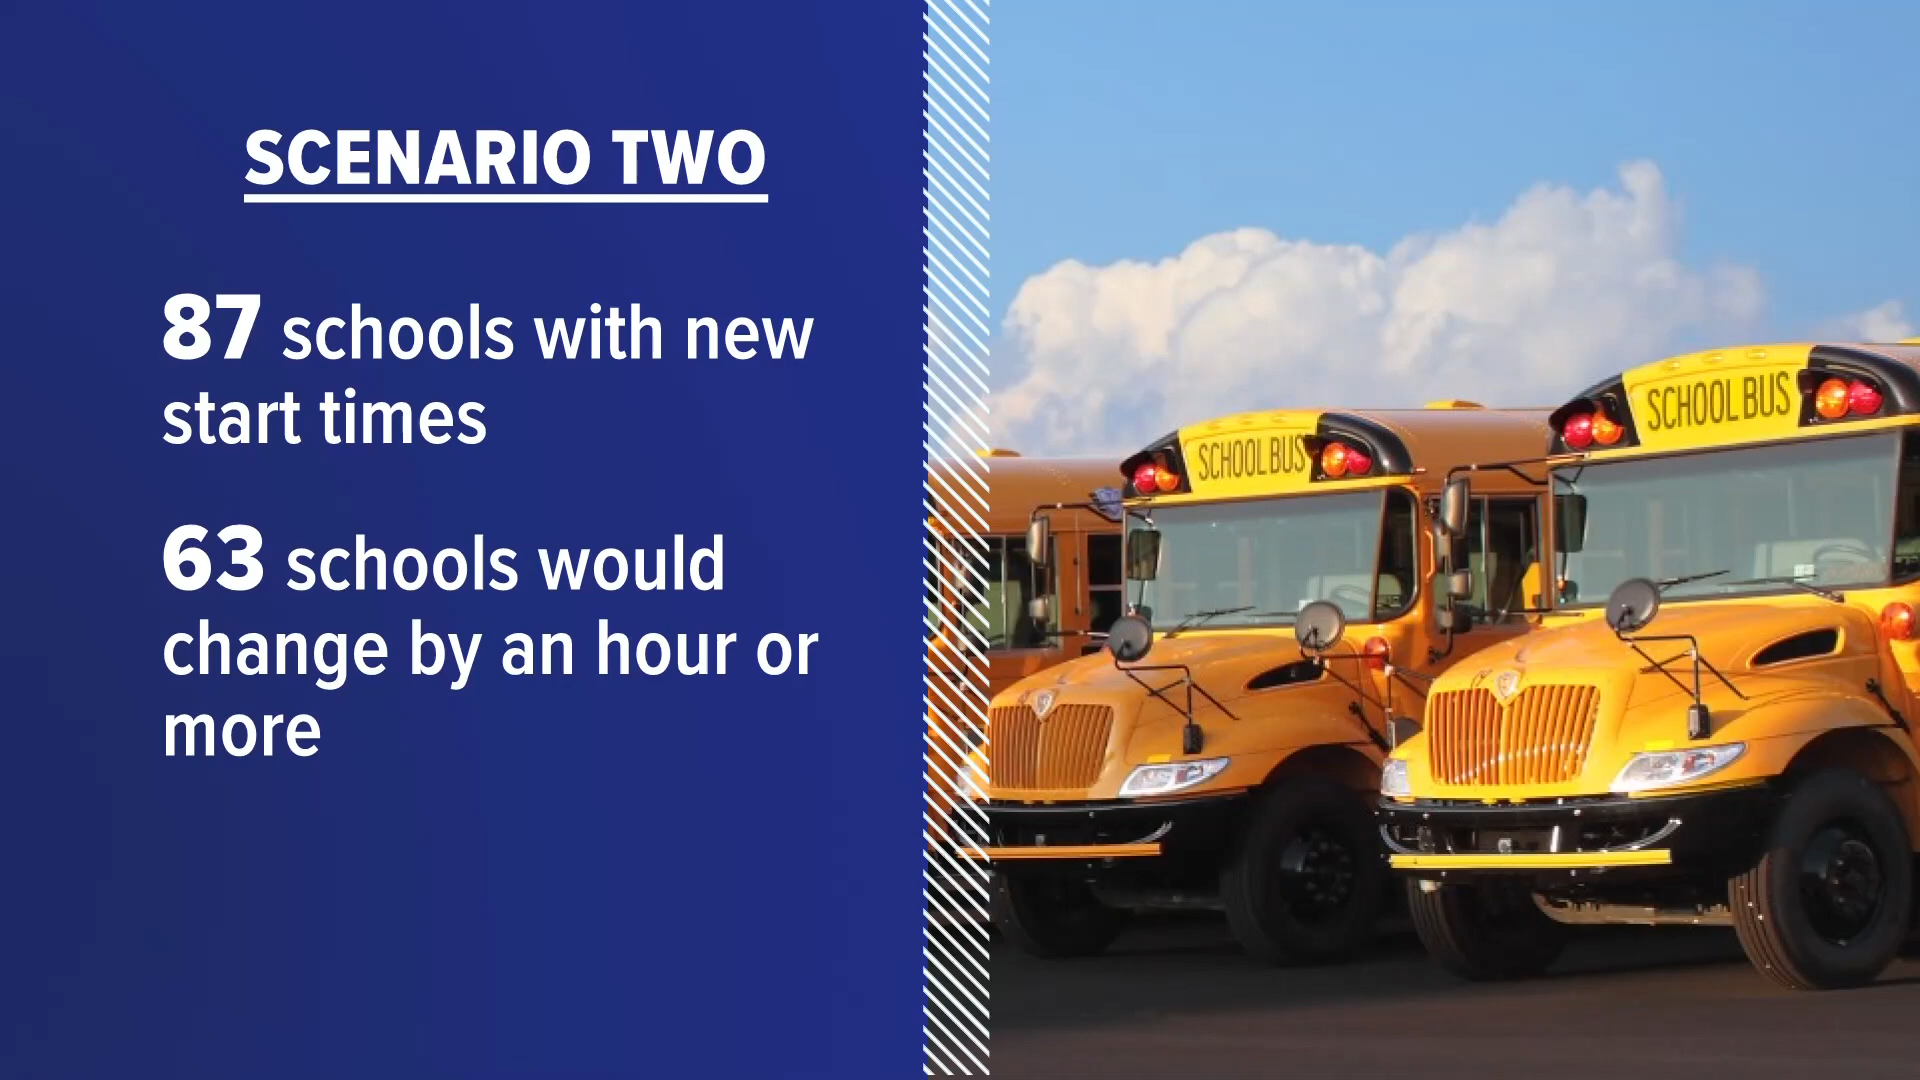 SCENARIO TWO
87 schools with new
start times
63 schools would
change by an hour or
more
SCHOOL BUS
SCHOOL BUS